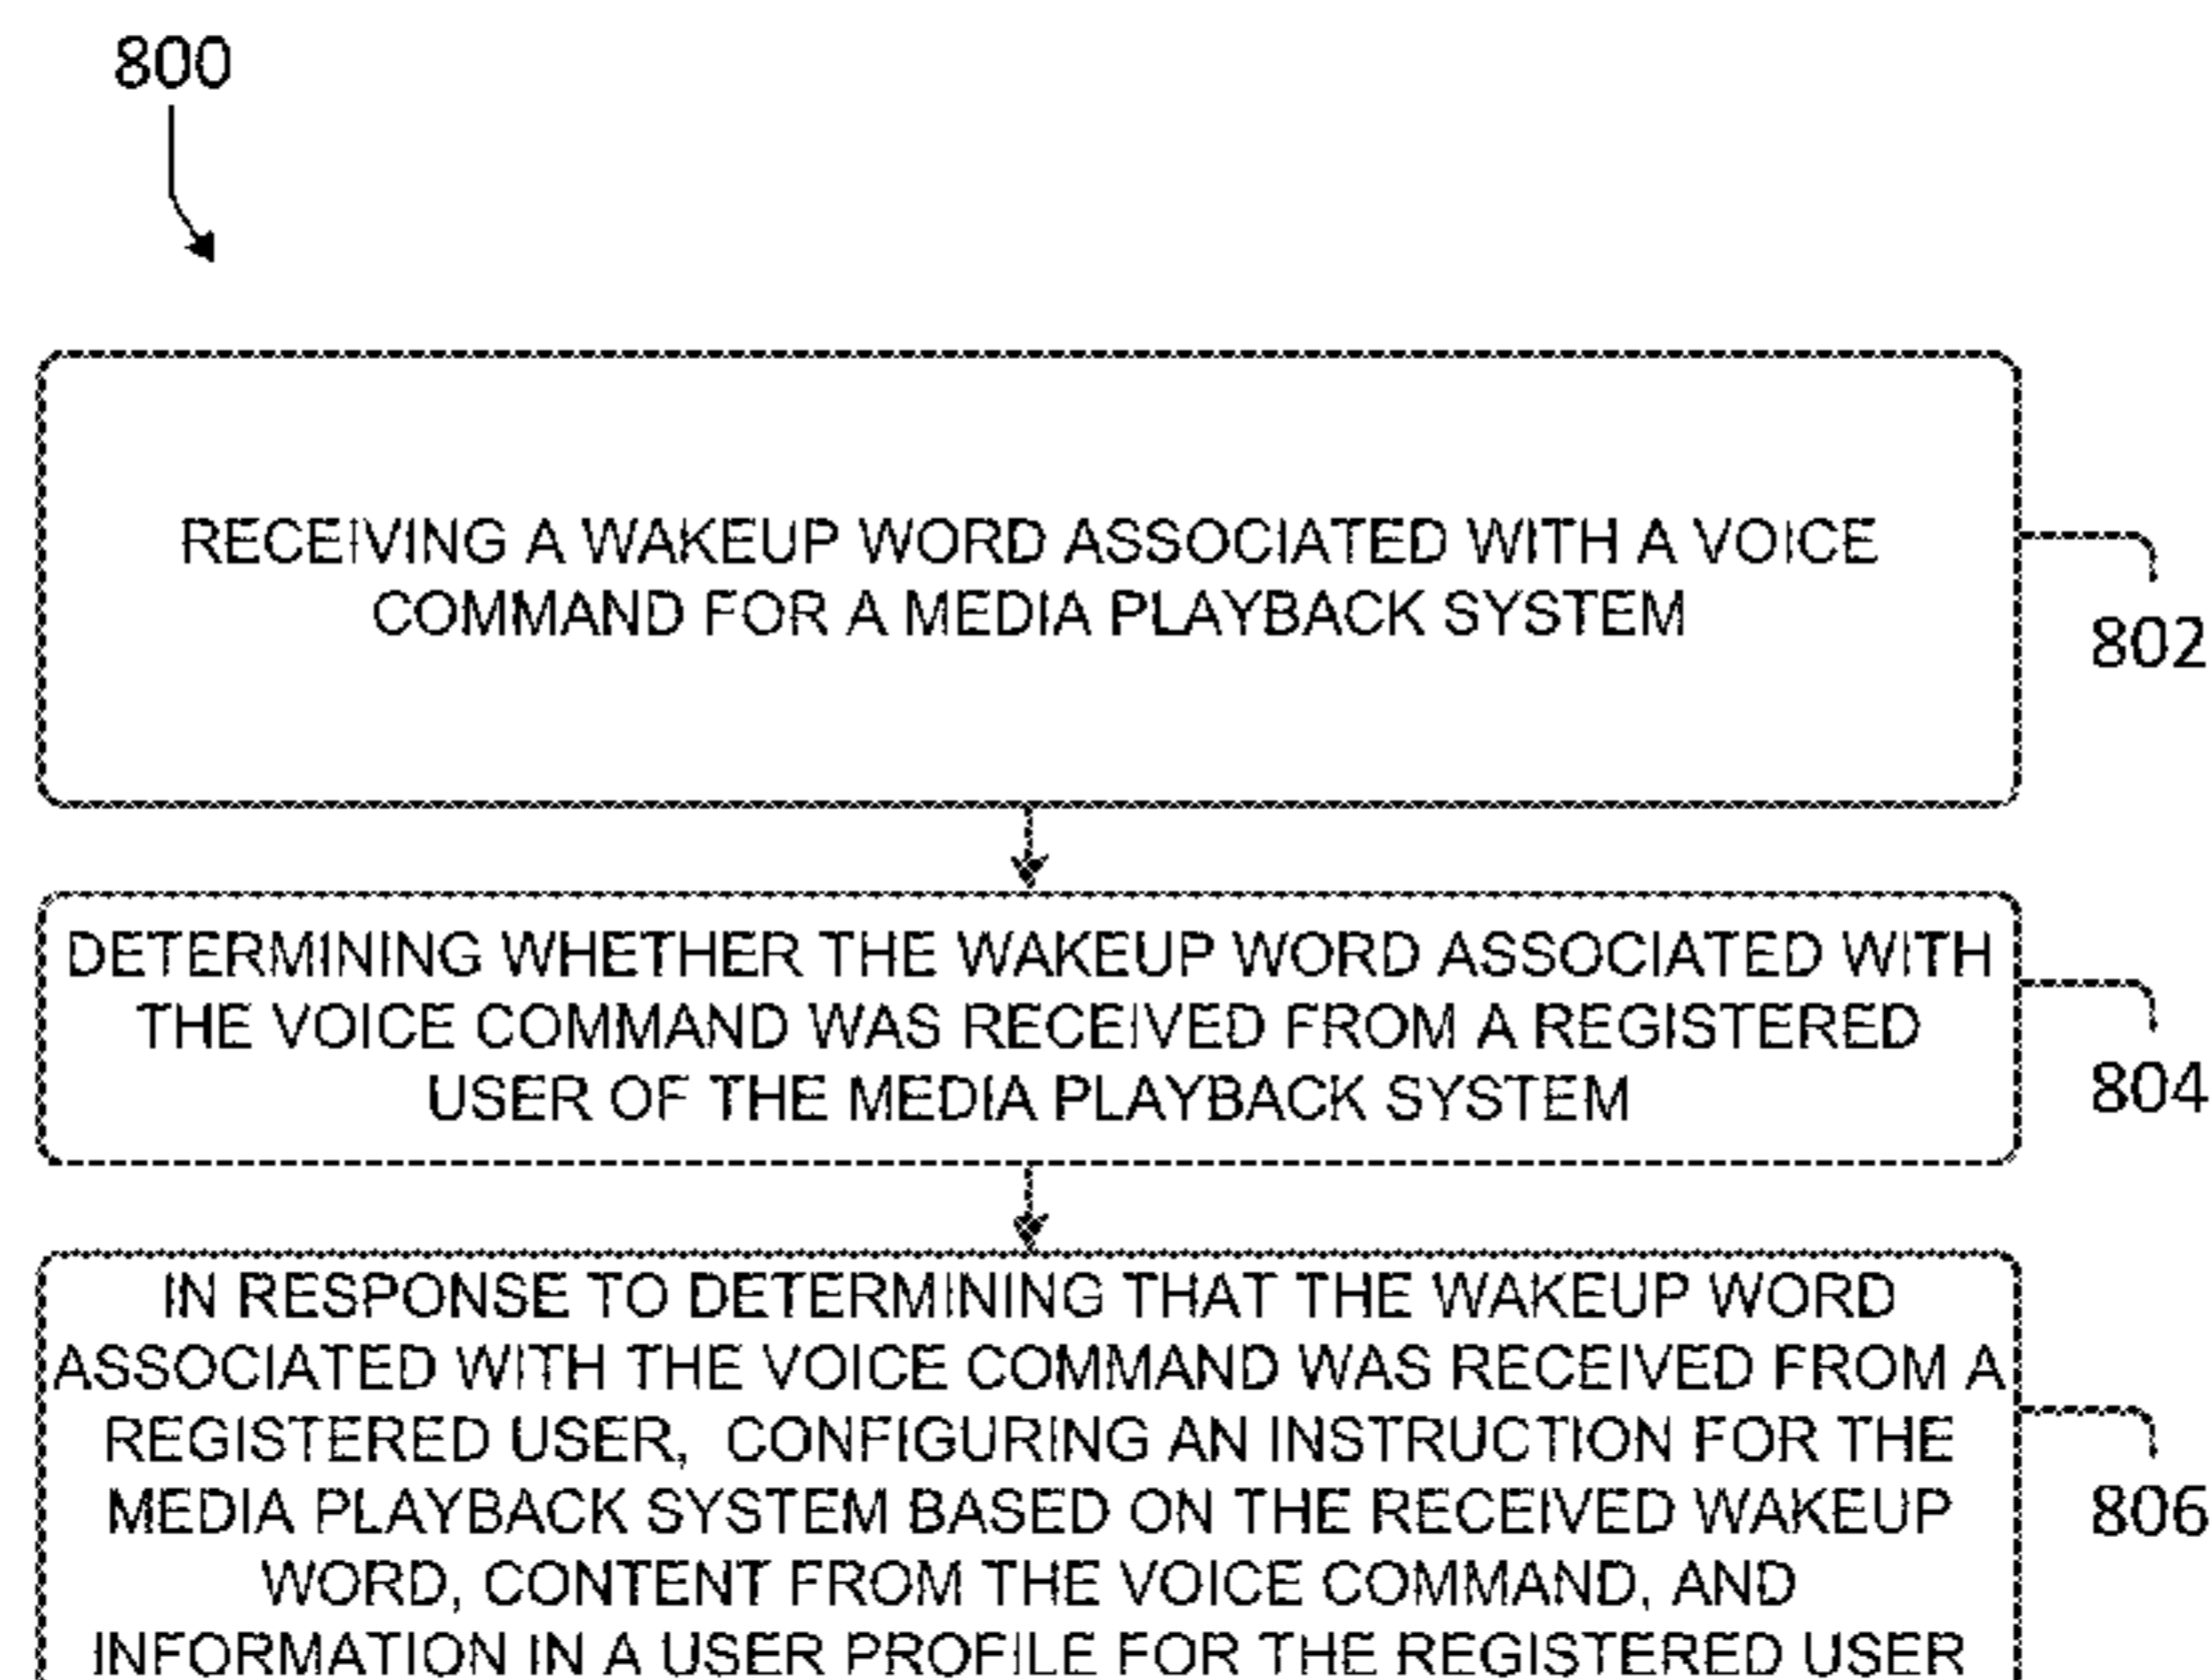 800
RECEIVING A WAKEUP WORD ASSOCIATED WITH A VOICE
COMMAND FOR A MEDIA PLAYBACK SYSTEM
802
DETERMINING WHETHER THE WAKEUP WORD ASSOCIATED WITH
THE VOICE COMMAND WAS RECEIVED FROM A REGISTERED
USER OF THE MEDIA PLAYBACK SYSTEM
804
IN RESPONSE TO DETERMINING THAT THE WAKEUP WORD
ASSOCIATED WITH THE VOICE COMMAND WAS RECEIVED FROM A
REGISTERED USER, CONFIGURING AN INSTRUCTION FOR THE
MEDIA PLAYBACK SYSTEM BASED ON THE RECEIVED WAKEUP
WORD, CONTENT FROM THE VOICE COMMAND, AND
INFORMATION IN A USER PROFILE FOR THE REGISTERED USER
806